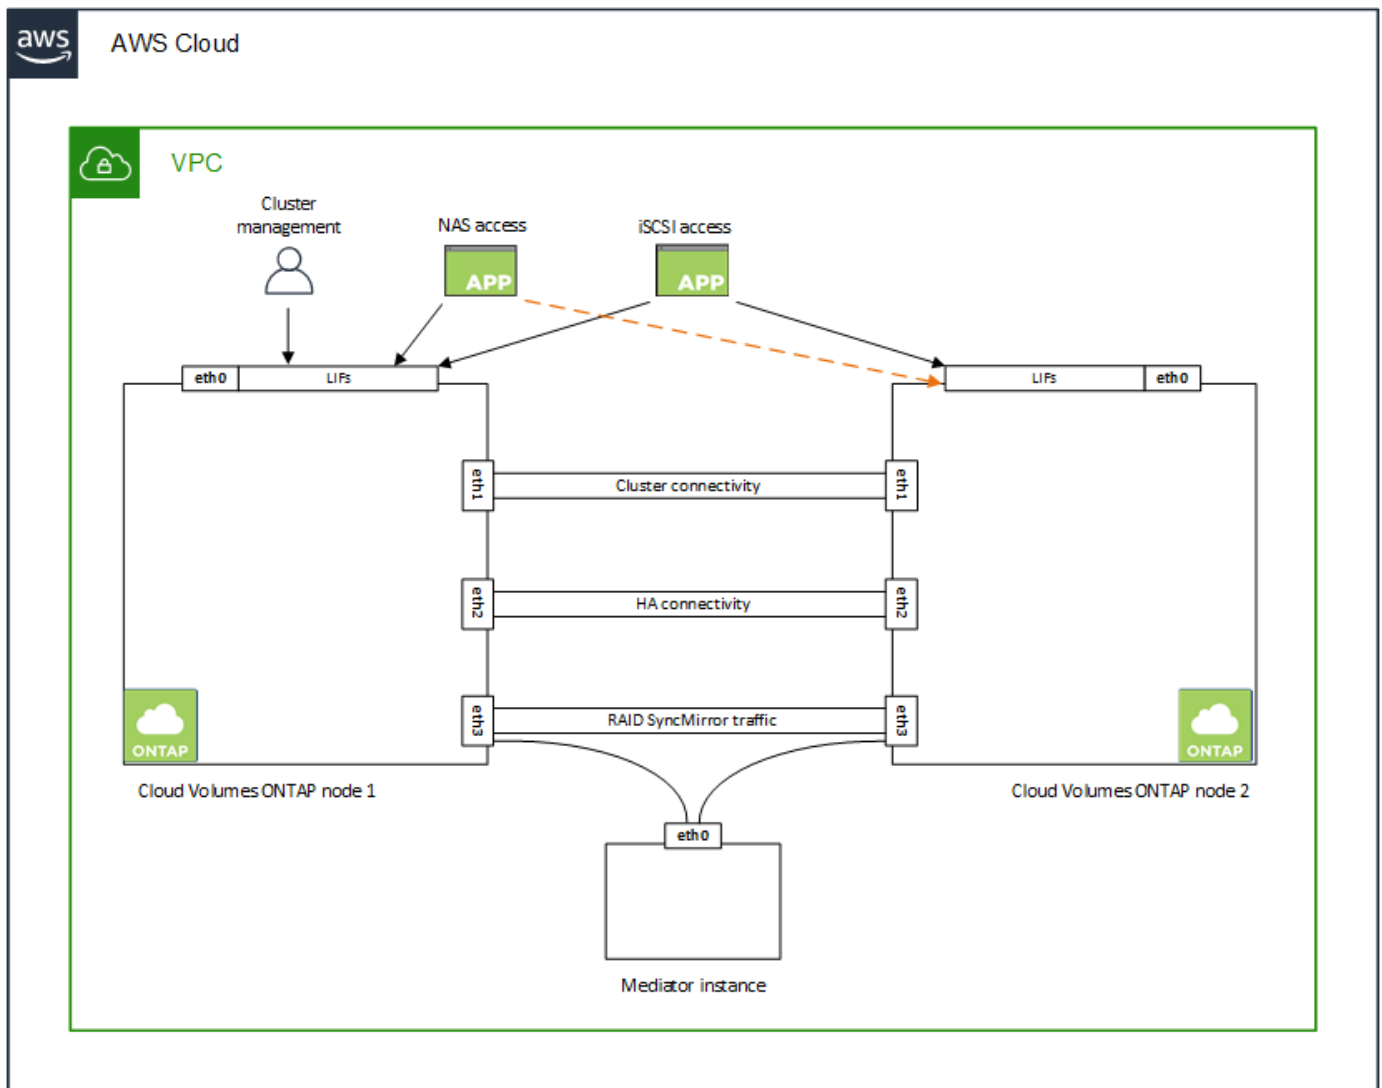 aws
AWS Cloud
VPC
Cluster
management
NAS access
iSCSI access
APP
APP
eth0
LIFs
LIFs
eth0
eth1
Cluster connectivity
eth1
eth2
HA connectivity
eth2
eth3
RAID SyncMirror traffic
eth3
ONTAP
ONTAP
Cloud Volumes ONTAP node 1
Cloud Volumes ONTAP node 2
eth0
Mediator instance